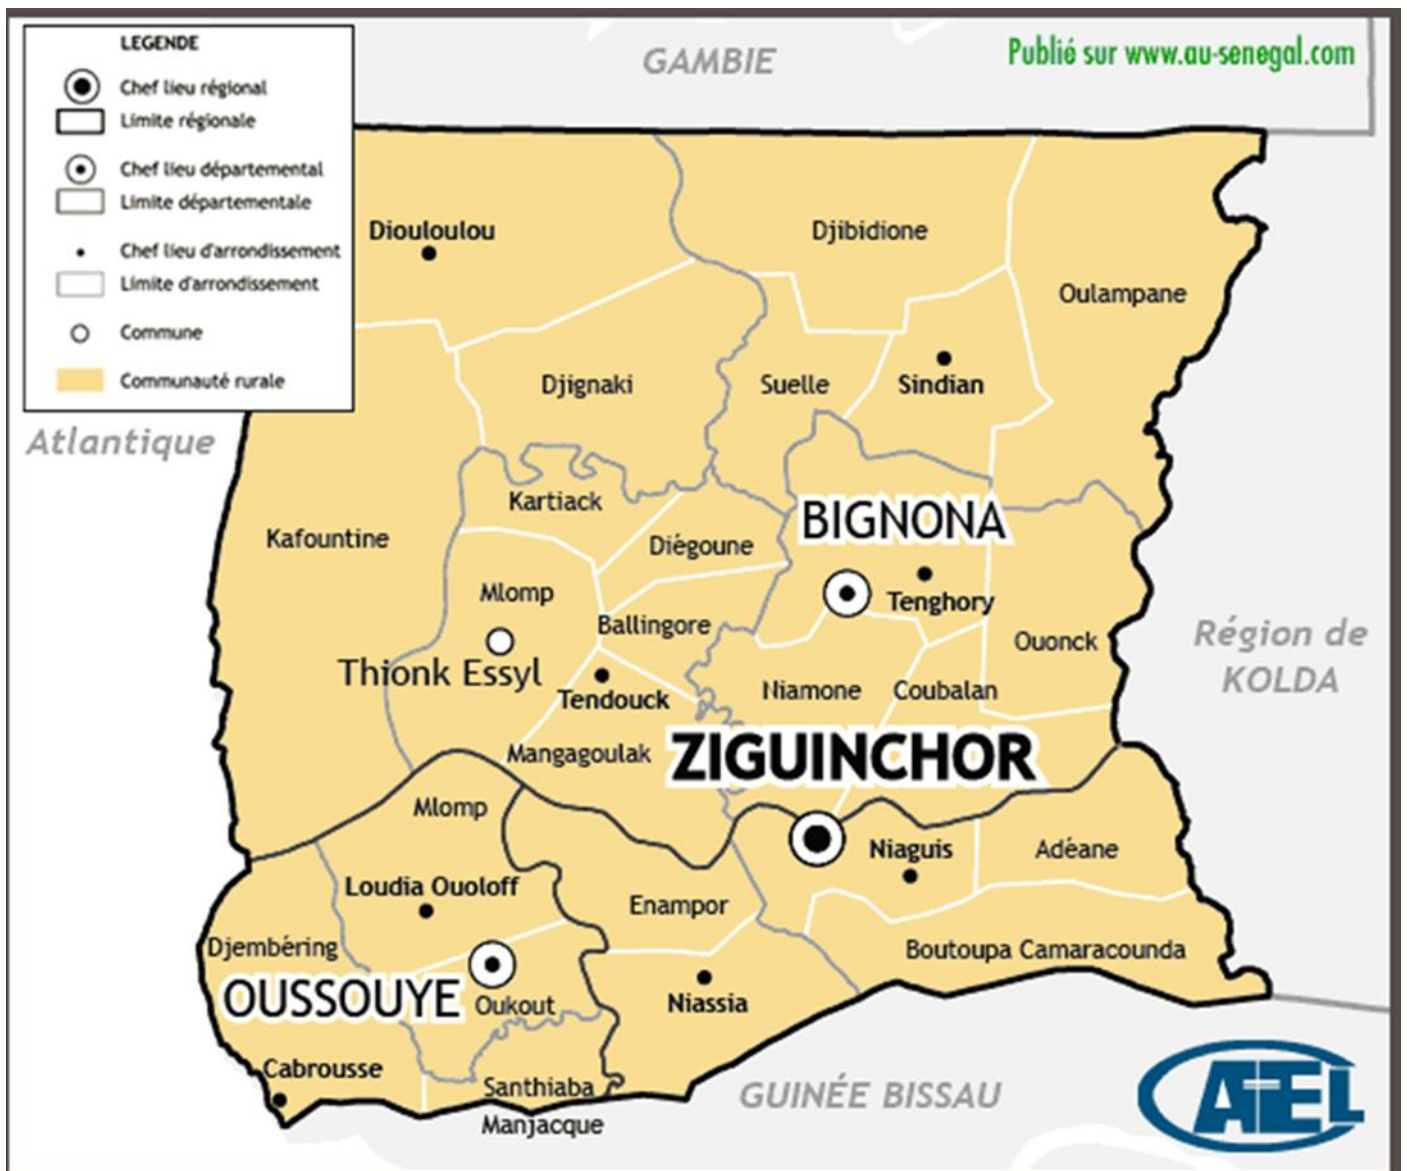 LEGENDE
Chef lieu régional
Limite régionale
Chef lieu départemental
Limite départementale
Chef lieu d'arrondissement
Limite d'arrondissement
Commune
Communauté rurale
GAMBIE
Publié sur www.au-senegal.com
Diouloulou
Djibidione
Oulampane
Djignaki
Suelle
Sindian
Atlantique
Kartiack
Kafountine
Diégoune
BIGNONA
Mlomp
Tenghory
Ballingore
Ouonck
Région de
KOLDA
Thionk Essyl
Tendouck
Niamone
Coubalan
Mangagoulak
ZIGUINCHOR
Mlomp
Niaguis
Adéane
Loudia Ouoloff
Enampor
Djembéring
Boutoupa Camaracounda
OUSSOUYE
Oukout
Niassia
Cabrousse
Santhiaba
Manjacque
GUINÉE BISSAU
ATEL